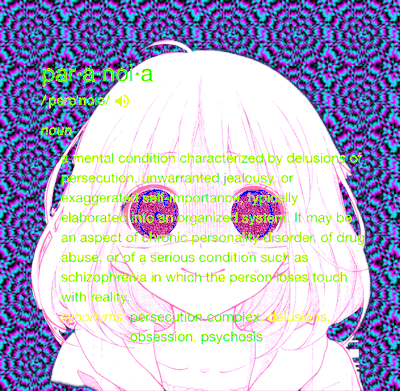 par·a·noi·a
/ˌperəˈnoiə/
noun
a mental condition characterized by delusions of
persecution, unwarranted jealousy, or
exaggerated self-importance, typically
elaborated into an organized system. It may be
an aspect of chronic personality disorder, of drug
abuse, or of a serious condition such as
schizophrenia in which the person loses touch
with reality.
synonyms: persecution complex, delusions,
obsession, psychosis